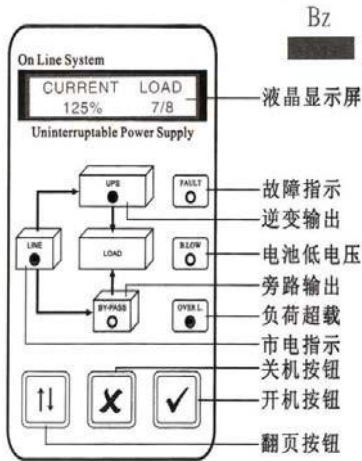 Bz
On Line System
CURRENT LOAD
125% 7/8
液晶显示屏
Uninterruptable Power Supply
UPS
FAULT
故障指示
逆变输出
LINE
LOAD
B.LOW
电池低电压
旁路输出
BY-PASS
OVER L.
负荷超载
市电指示
关机按钮
开机按钮
翻页按钮